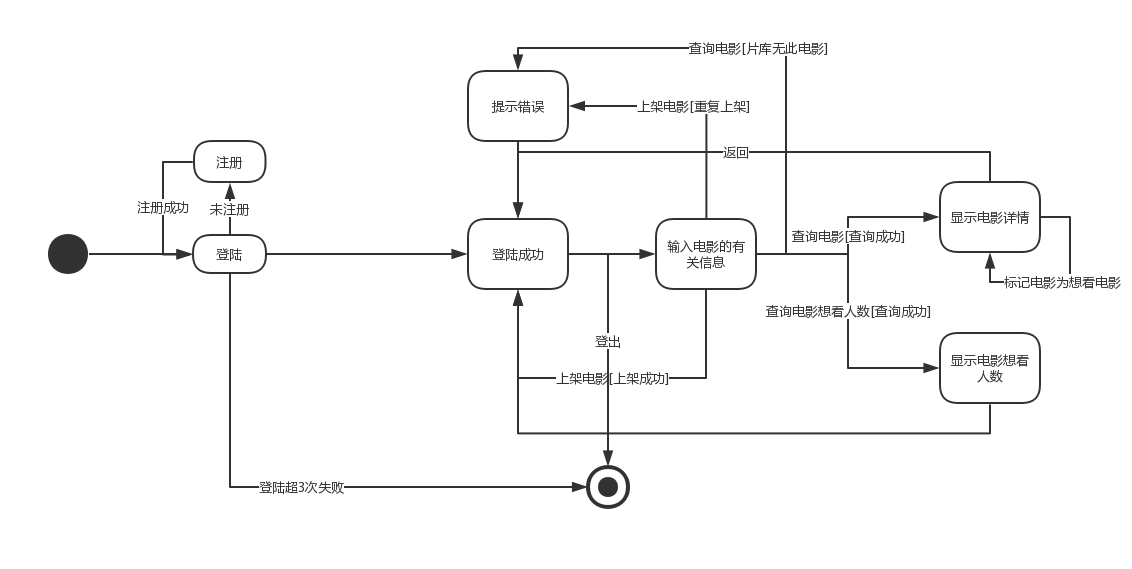 查询电影[片库无此电影]
提示错误
上架电影[重复上架]
返回
注册
注册成功
未注册
显示电影详情
查询电影[查询成功]
登陆
登陆成功
输入电影的有
关信息
标记电影为想看电影
查询电影想看人数[查询成功]
登出
显示电影想看
人数
上架电影[上架成功]
登陆超3次失败